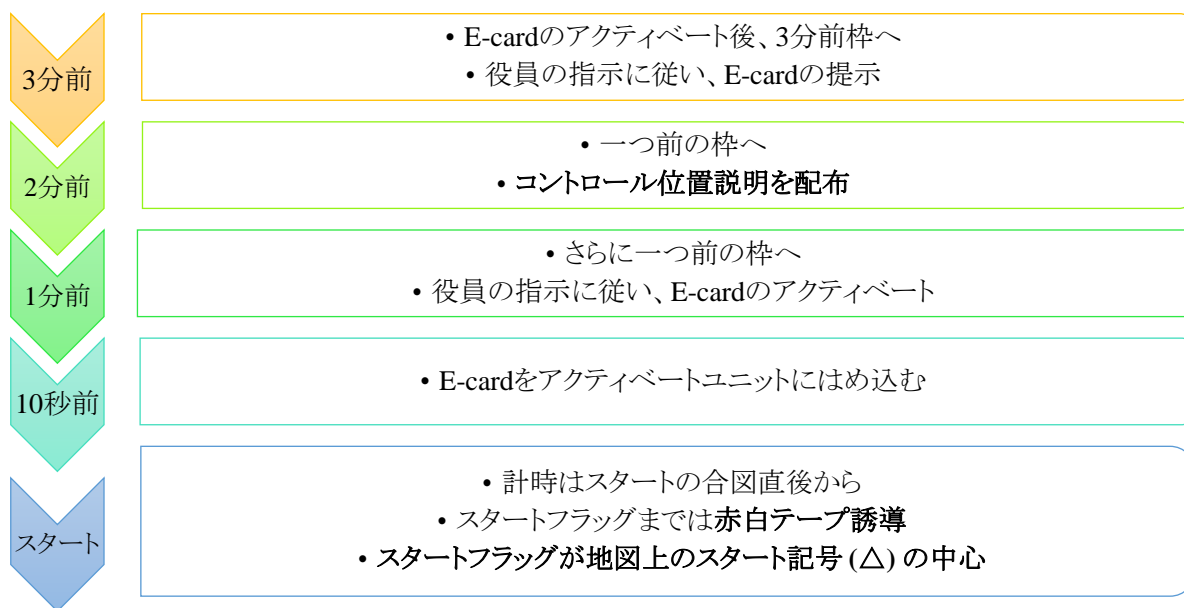 3分前
• E-cardのアクティベート後、3分前枠へ
• 役員の指示に従い、E-cardの提示
2分前
• 一つ前の枠へ
• コントロール位置説明を配布
1分前
• さらに一つ前の枠へ
• 役員の指示に従い、E-cardのアクティベート
10秒前
• E-cardをアクティベートユニットにはめ込む
スタート
• 計時はスタートの合図直後から
• スタートフラッグまでは赤白テープ誘導
• スタートフラッグが地図上のスタート記号 (△) の中心